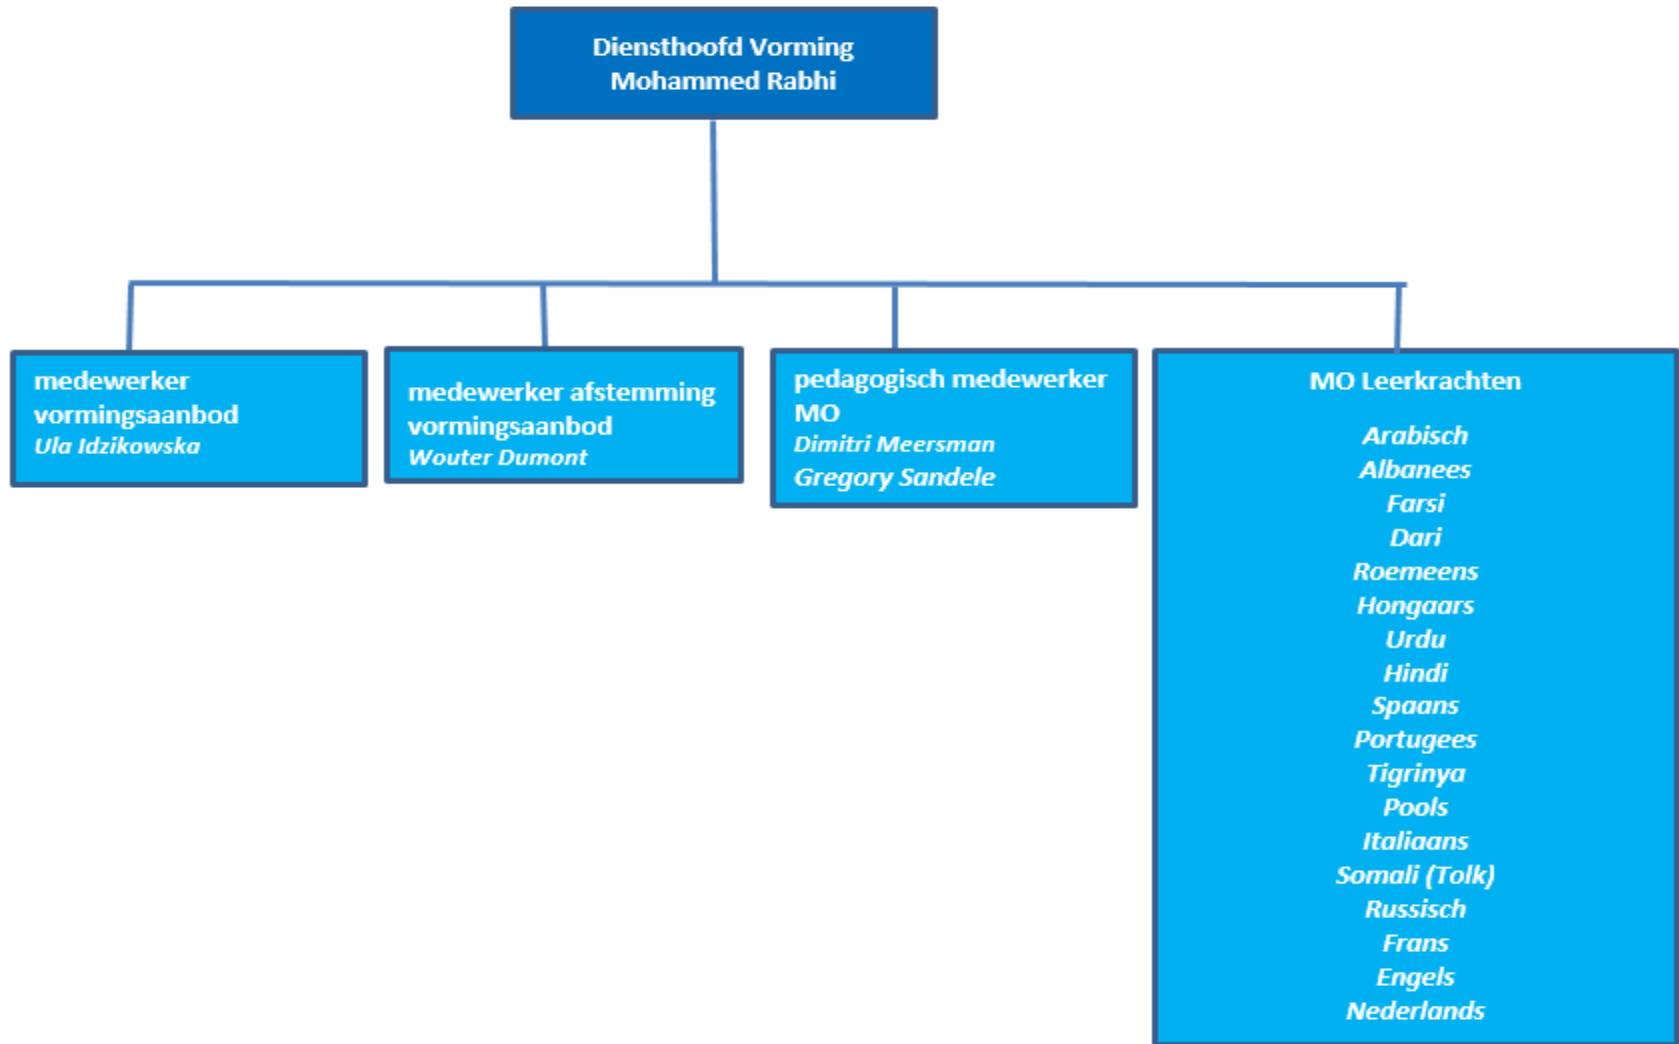 Diensthoofd Vorming
Mohammed Rabhi
medewerker
vormingsaanbod
Ula Idzikowska
medewerker afstemming
vormingsaanbod
Wouter Dumont
pedagogisch medewerker
MO
Dimitri Meersman
Gregory Sandele
MO Leerkrachten
Arabisch
Albanees
Farsi
Dari
Roemeens
Hongaars
Urdu
Hindi
Spaans
Portugees
Tigrinya
Pools
Italiaans
Somali (Tolk)
Russisch
Frans
Engels
Nederlands